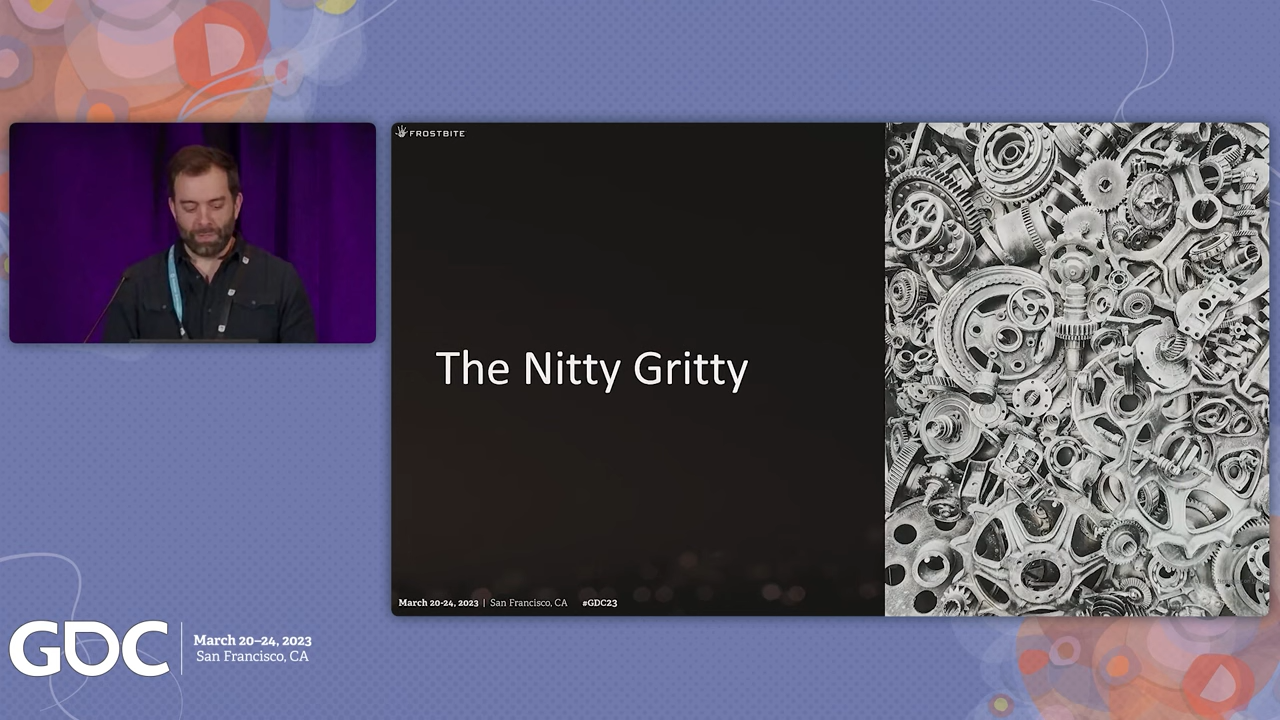 FROSTBITE
The Nitty Gritty
March 20-24, 2023 | San Francisco, CA #GDC23
GDC
March 20–24, 2023
San Francisco, CA